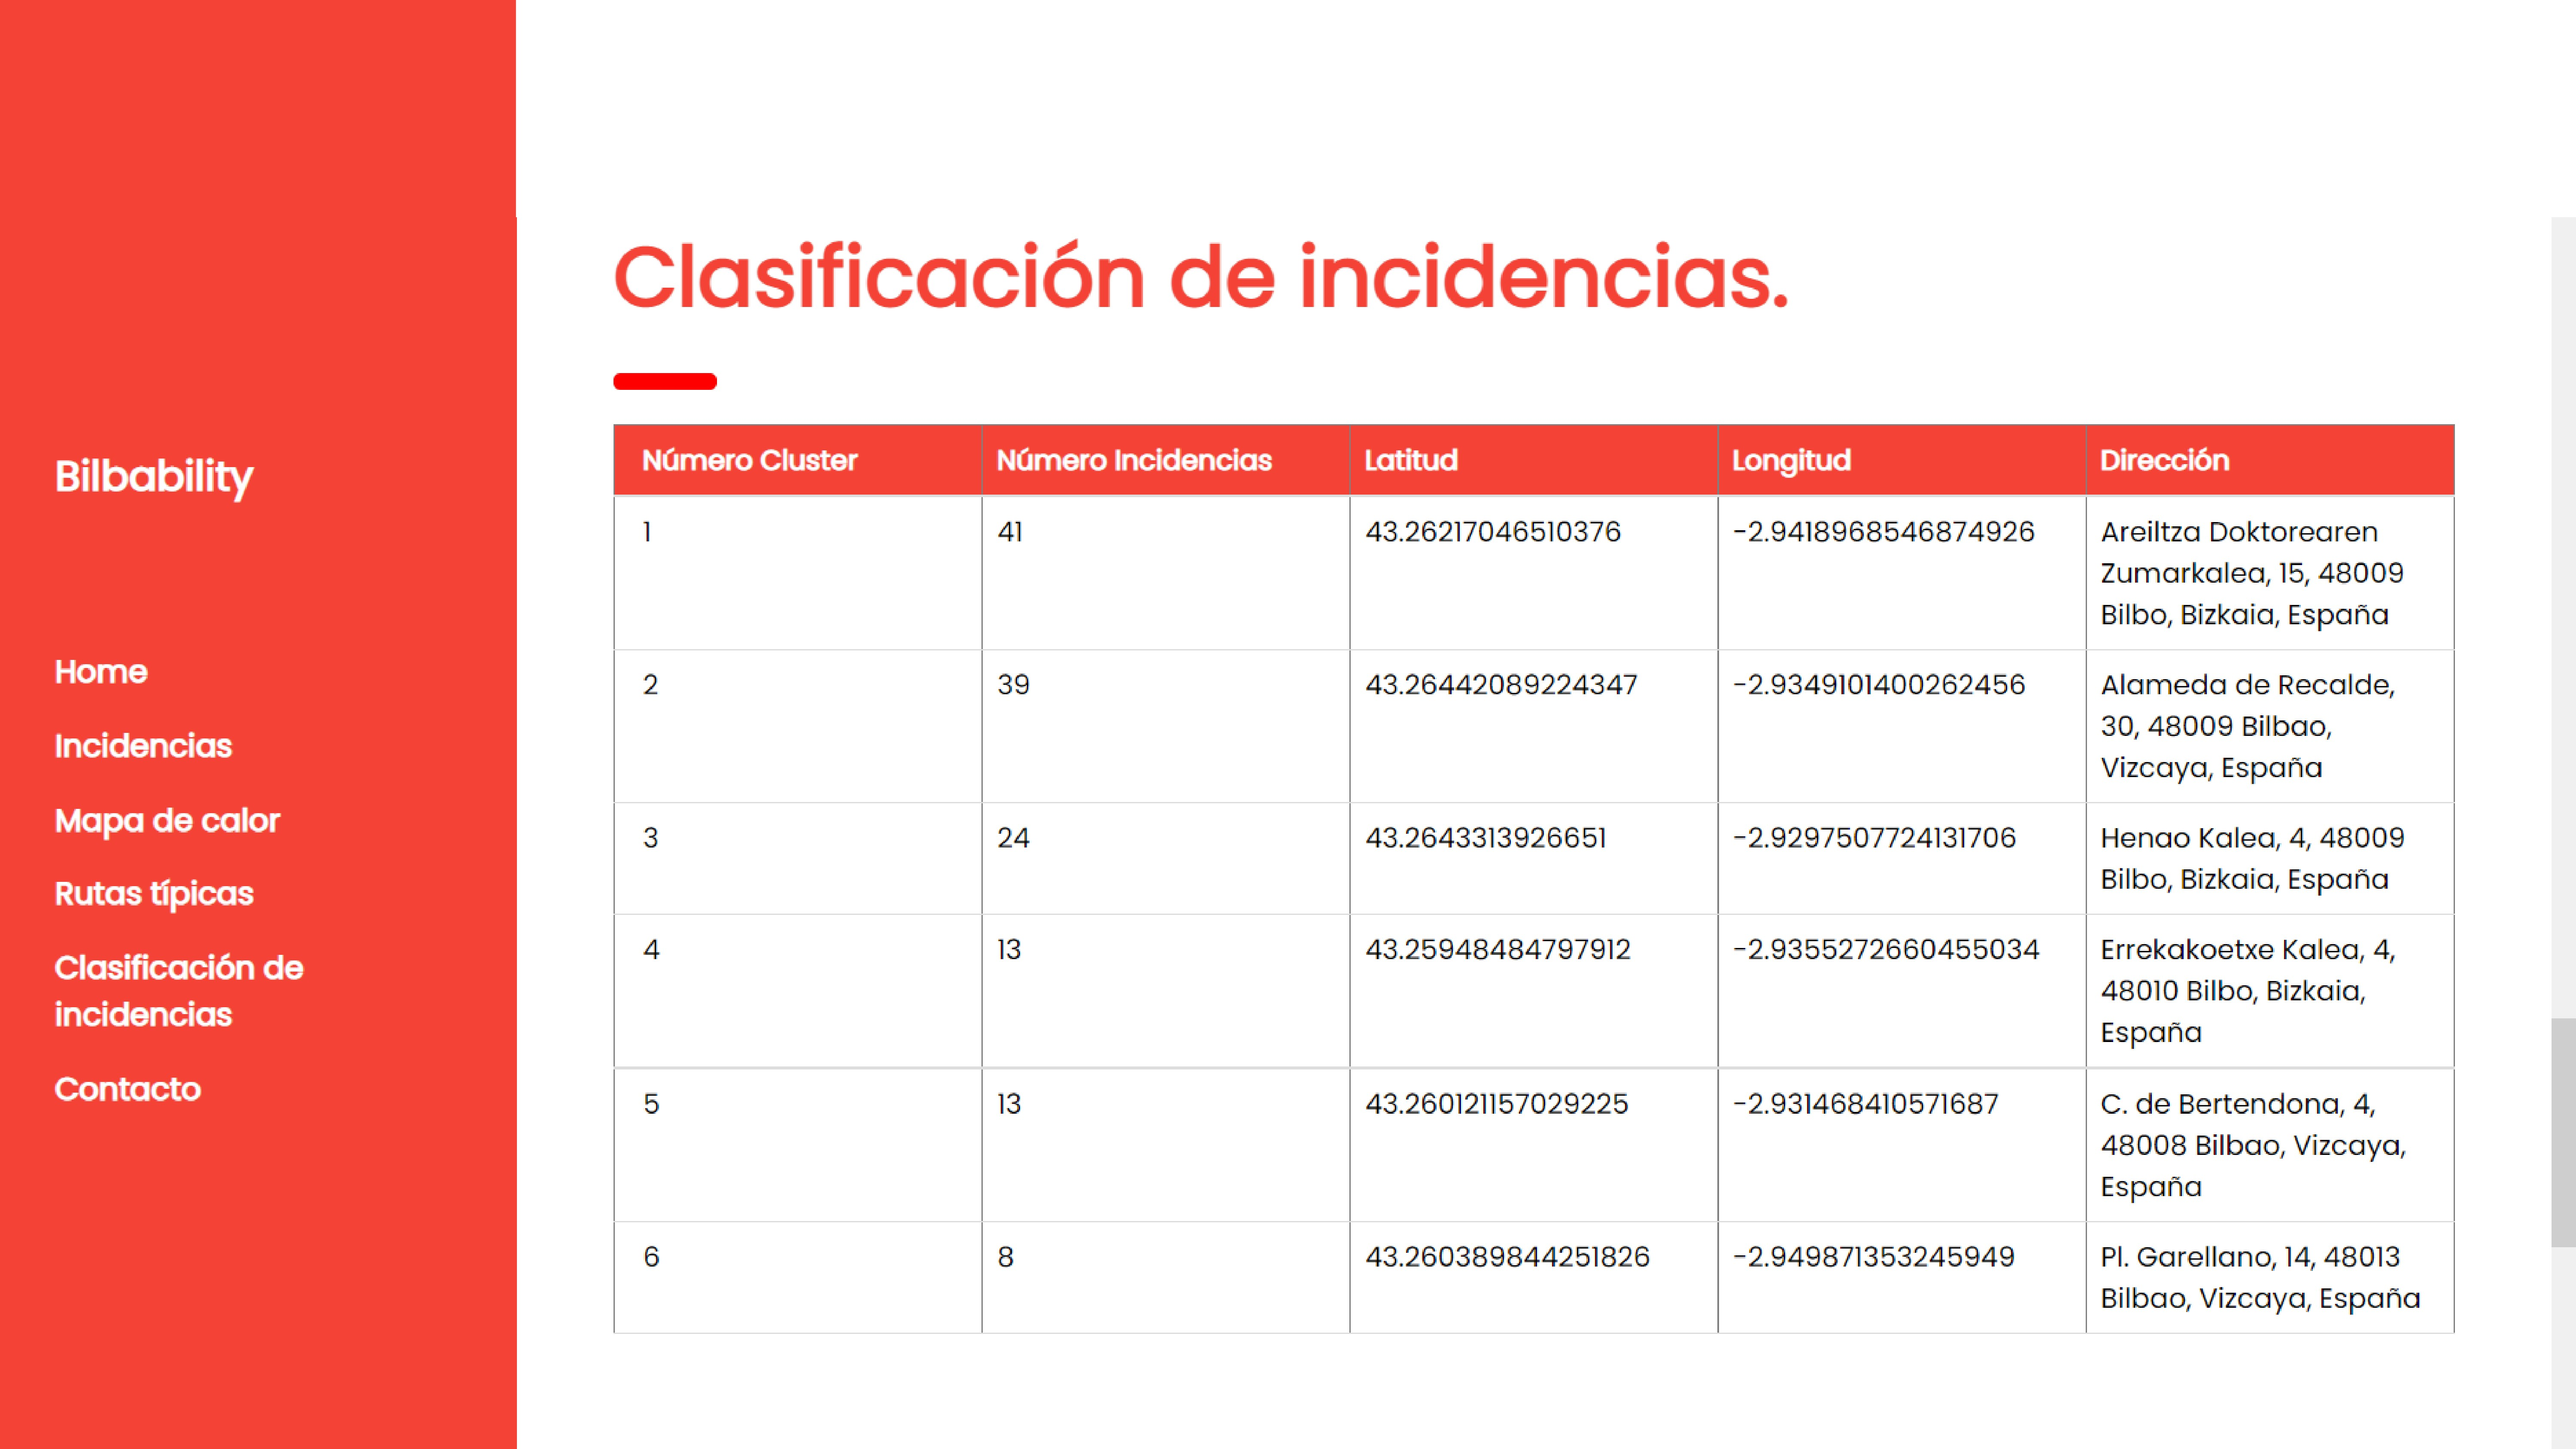 Bilbability
Home
Incidencias
Mapa de calor
Rutas típicas
Clasificación de
incidencias
Contacto
Clasificación de incidencias.
Número Cluster Número Incidencias Latitud Longitud Dirección
1 41 43.26217046510376 -2.9418968546874926 Areiltza Doktorearen
Zumarkalea, 15, 48009
Bilbo, Bizkaia, España
2 39 43.26442089224347 -2.9349101400262456 Alameda de Recalde,
30, 48009 Bilbao,
Vizcaya, España
3 24 43.2643313926651 -2.9297507724131706 Henao Kalea, 4, 48009
Bilbo, Bizkaia, España
4 13 43.25948484797912 -2.9355272660455034 Errekakoetxe Kalea, 4,
48010 Bilbo, Bizkaia,
España
5 13 43.260121157029225 -2.931468410571687 C. de Bertendona, 4,
48008 Bilbao, Vizcaya,
España
6 8 43.260389844251826 -2.949871353245949 Pl. Garellano, 14, 48013
Bilbao, Vizcaya, España